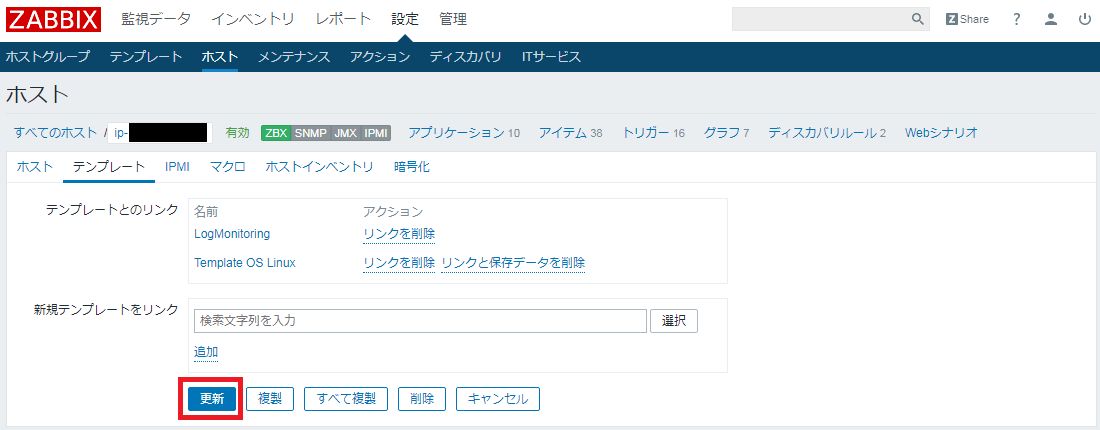 ZABBIX 監視データ インベントリ レポート 設定 管理 Z Share ?
ホストグループ テンプレート ホスト メンテナンス アクション ディスカバリ ITサービス
ホスト
すべてのホスト / ip- 有効 ZBX SNMP JMX IPMI アプリケーション 10 アイテム 38 トリガー 16 グラフ 7 ディスカバリルール 2 Webシナリオ
ホスト テンプレート IPMI マクロ ホストインベントリ 暗号化
テンプレートとのリンク 名前 アクション
LogMonitoring リンクを削除
Template OS Linux リンクを削除 リンクと保存データを削除
新規テンプレートをリンク 検索文字列を入力 選択
追加
更新 複製 すべて複製 削除 キャンセル